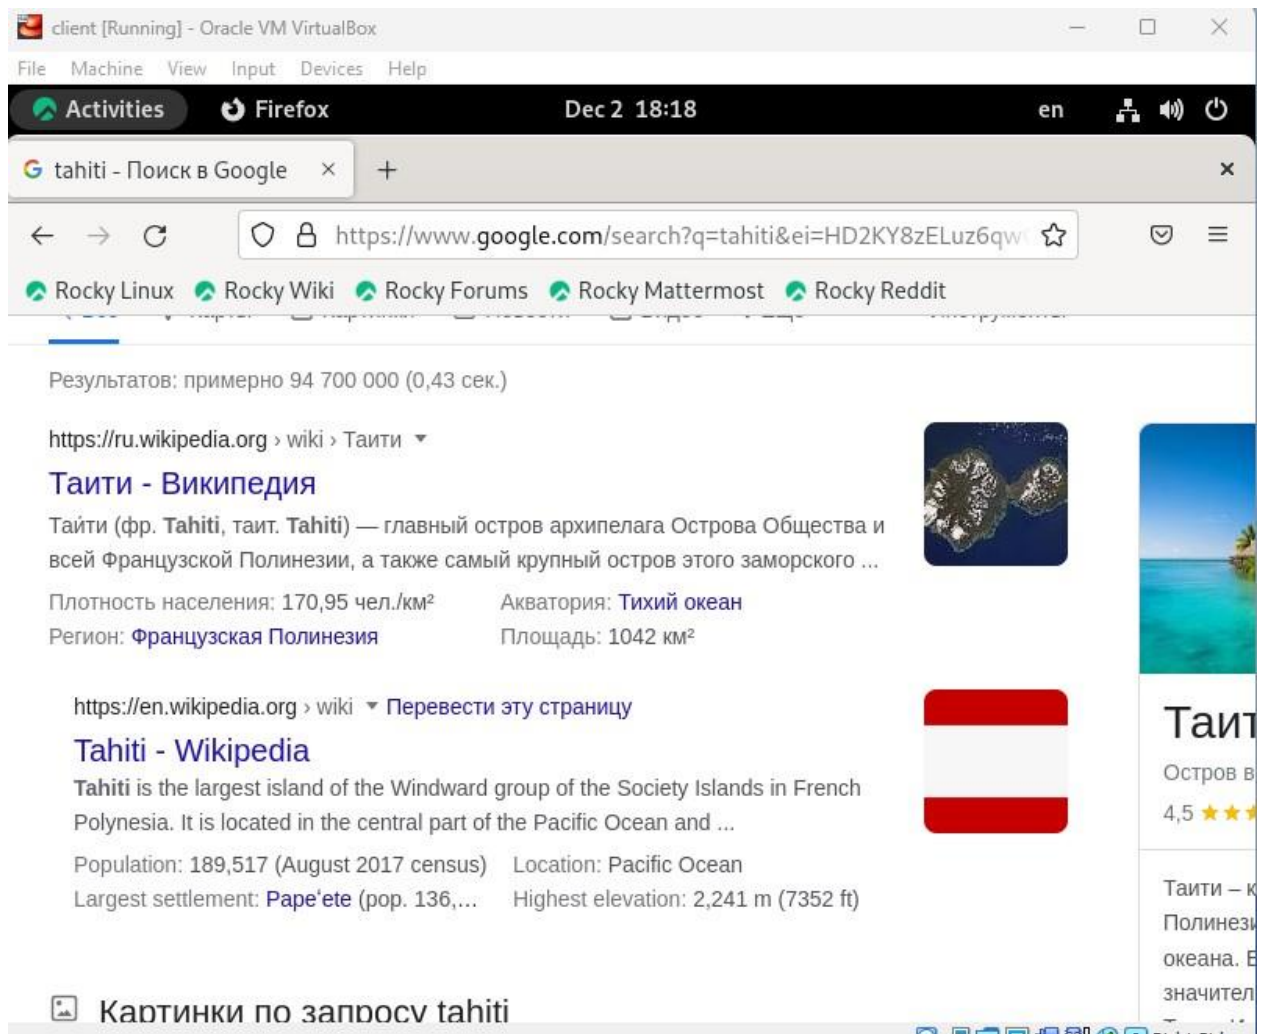 client [Running] - Oracle VM VirtualBox
File Machine View Input Devices Help
Activities Firefox Dec 2 18:18 en
tahiti - Поиск в Google
https://www.google.com/search?q=tahiti&ei=HD2KY8zELuz6qw
Rocky Linux Rocky Wiki Rocky Forums Rocky Mattermost Rocky Reddit
Результатов: примерно 94 700 000 (0,43 сек.)
https://ru.wikipedia.org › wiki › Таити
Таити - Википедия
Таи́ти (фр. Tahiti, таит. Tahiti) — главный остров архипелага Острова Общества и
всей Французской Полинезии, а также самый крупный остров этого заморского ...
Плотность населения: 170,95 чел./км² Акватория: Тихий океан
Регион: Французская Полинезия Площадь: 1042 км²
https://en.wikipedia.org › wiki Перевести эту страницу
Tahiti - Wikipedia
Tahiti is the largest island of the Windward group of the Society Islands in French
Polynesia. It is located in the central part of the Pacific Ocean and ...
Population: 189,517 (August 2017 census) Location: Pacific Ocean
Largest settlement: Papeʻete (pop. 136,... Highest elevation: 2,241 m (7352 ft)
Картинки по запросу tahiti
Таит
Остров в
4,5
Таити – к
Полинези
океана. В
значител